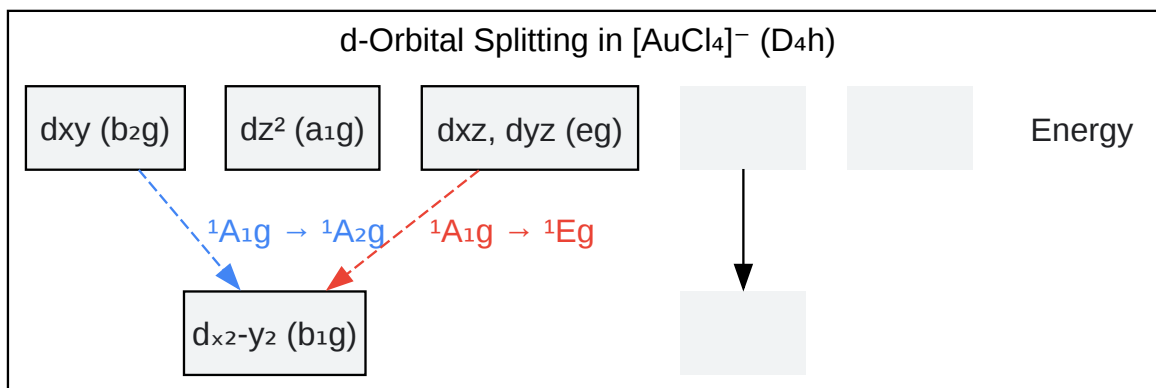 d-Orbital Splitting in [AuCl₄]⁻ (D₄h)
dxy (b₂g)
dz² (a₁g)
dxz, dyz (eg)
Energy
¹A₁g → ¹A₂g
¹A₁g → ¹Eg
dₓ₂-y₂ (b₁g)